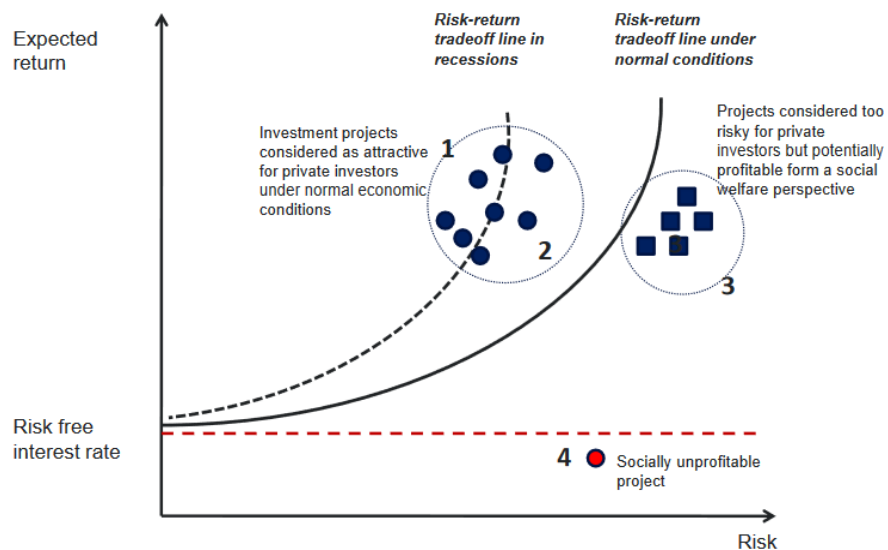 Expected
return
Risk-return
tradeoff line in
recessions
Risk-return
tradeoff line under
normal conditions
Investment projects
considered as attractive
for private investors
under normal economic
conditions
1
2
Projects considered too
risky for private
investors but potentially
profitable form a social
welfare perspective
3
Risk free
interest rate
4
Socially unprofitable
project
Risk